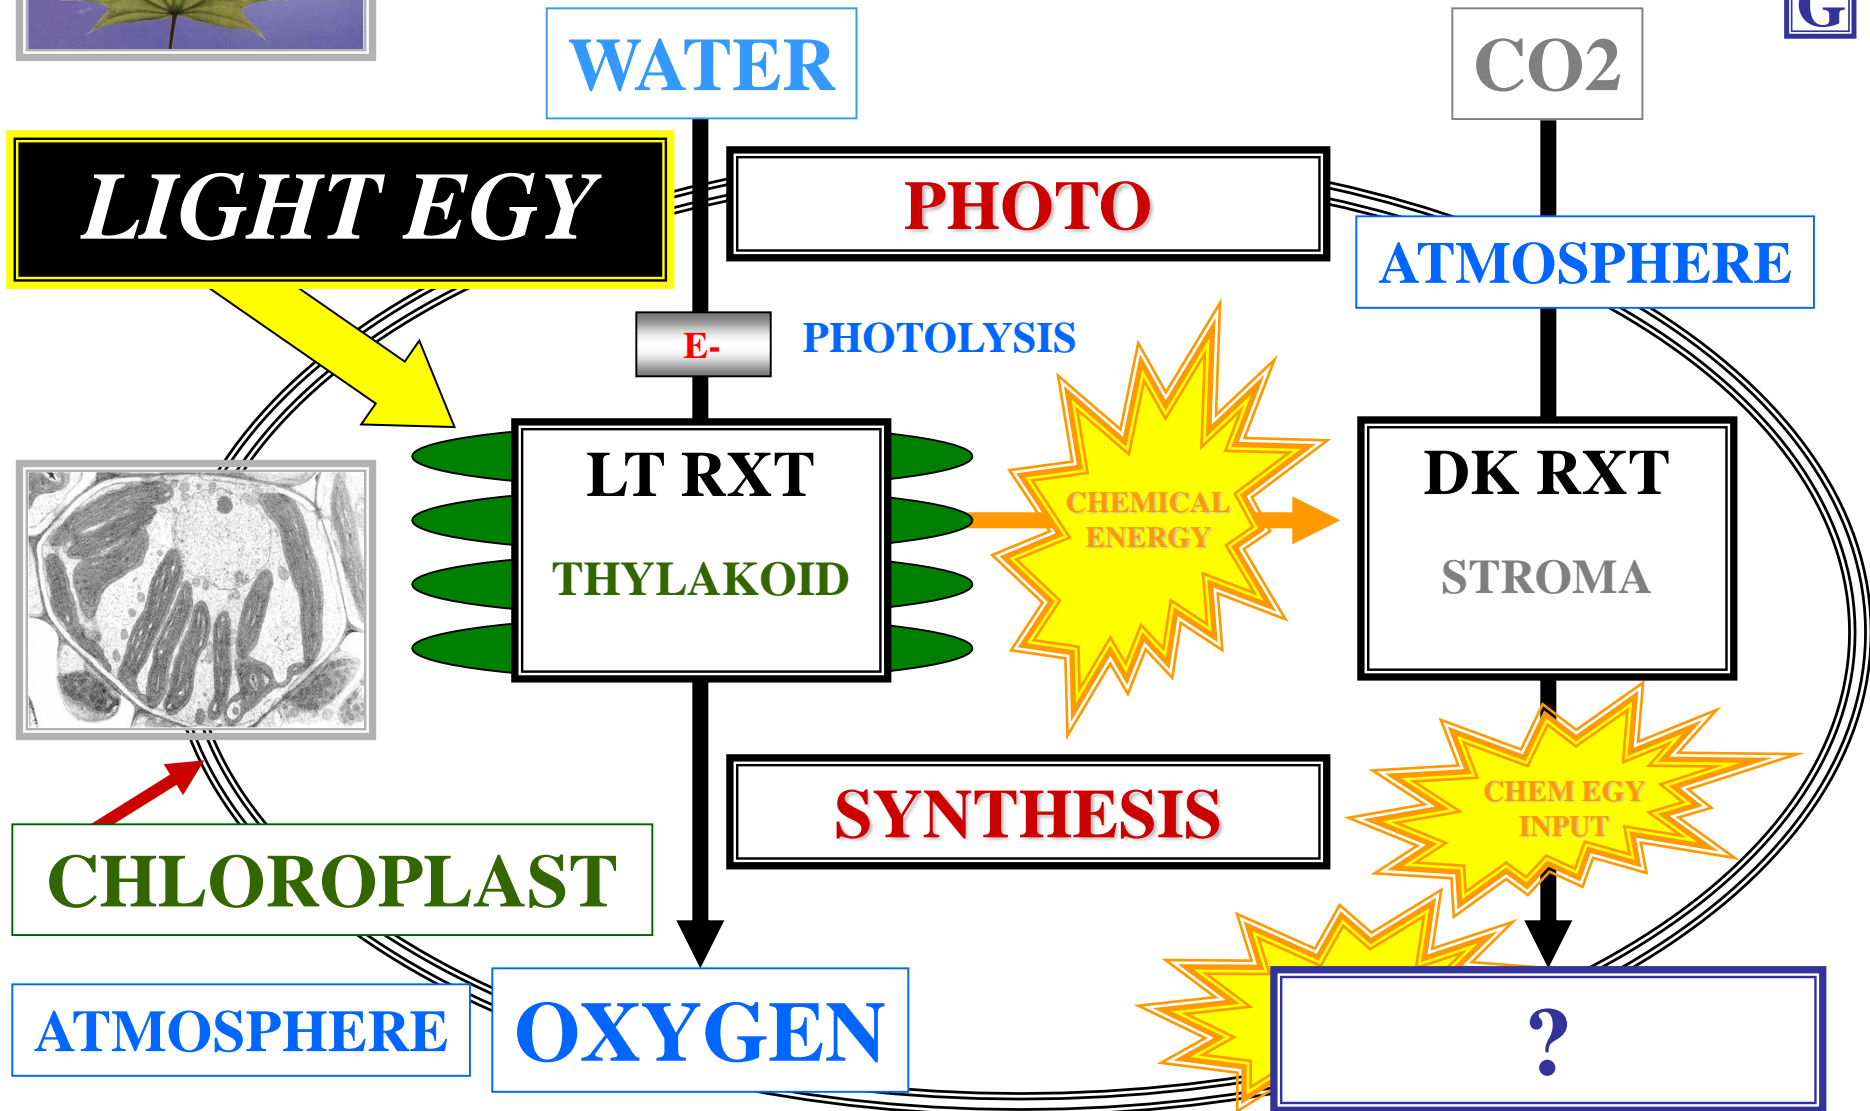 G
WATER
CO2
LIGHT EGY
PHOTO
ATMOSPHERE
E-
PHOTOLYSIS
LT RXT
THYLAKOID
CHEMICAL
ENERGY
DK RXT
STROMA
SYNTHESIS
CHEM EGY
INPUT
CHLOROPLAST
ATMOSPHERE
OXYGEN
?